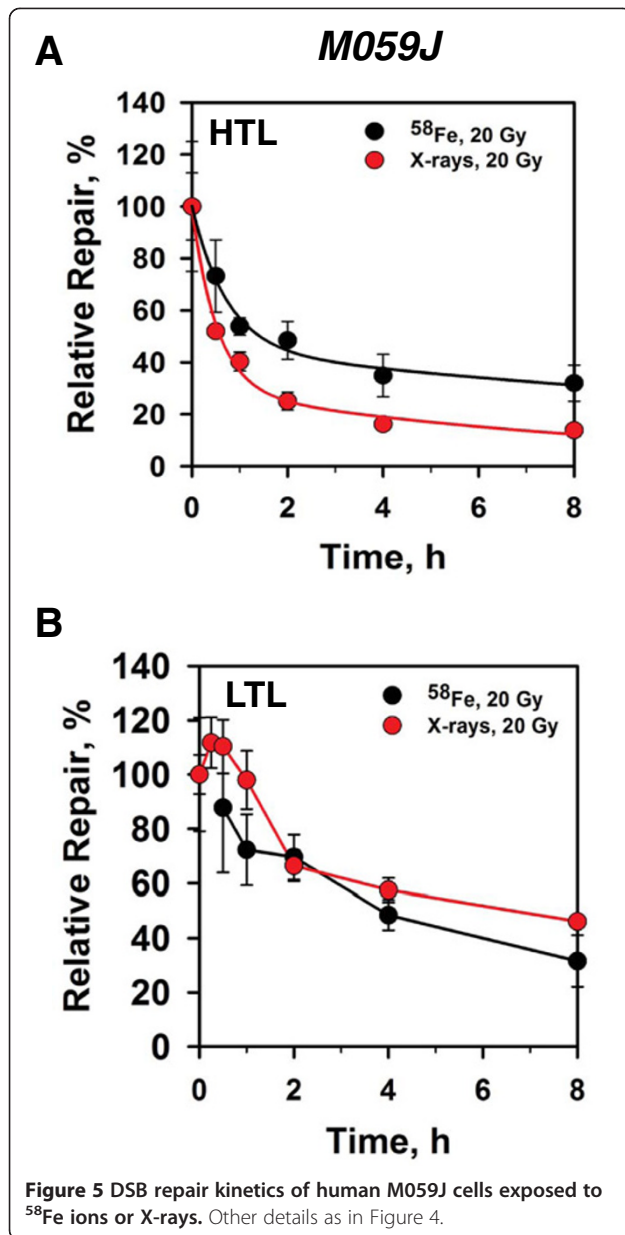 A
M059J
HTL
⁵⁸Fe, 20 Gy
X-rays, 20 Gy
Relative Repair, %
140
120
100
80
60
40
20
0
0 2 4 6 8
Time, h
B
LTL
⁵⁸Fe, 20 Gy
X-rays, 20 Gy
Relative Repair, %
140
120
100
80
60
40
20
0
0 2 4 6 8
Time, h
Figure 5 DSB repair kinetics of human M059J cells exposed to
⁵⁸Fe ions or X-rays. Other details as in Figure 4.